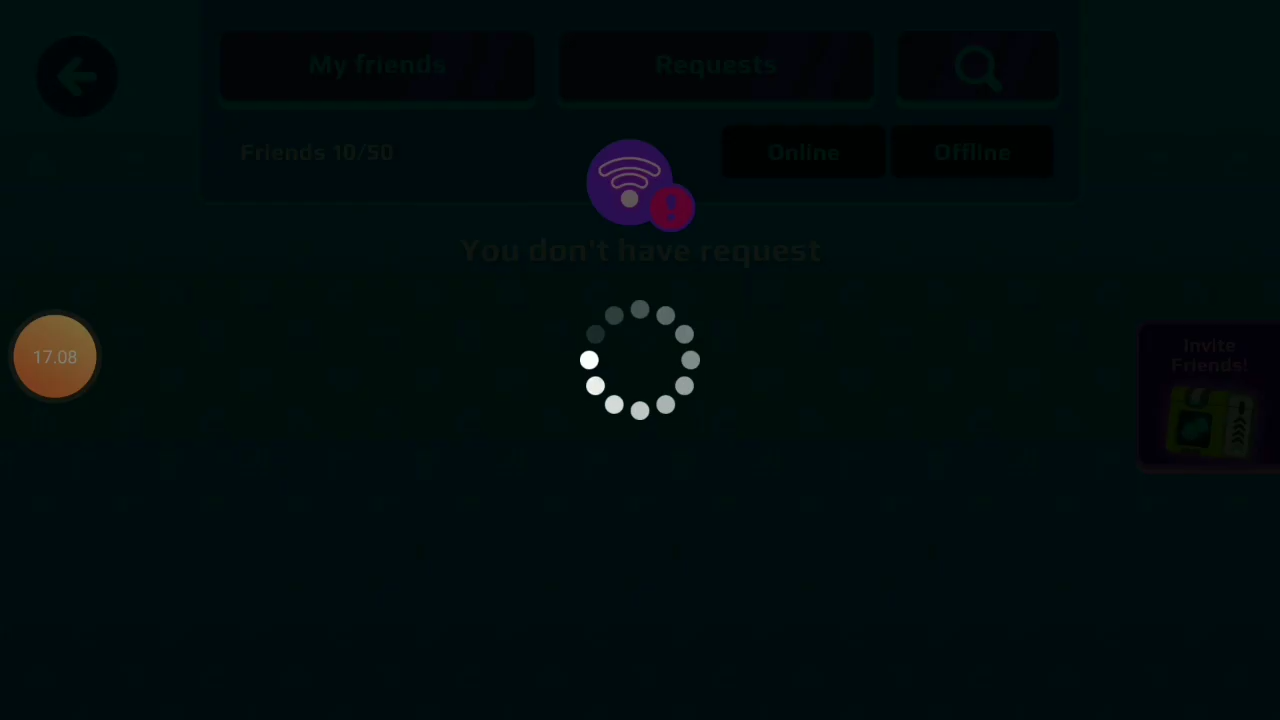 My friends
Requests
Friends 10/50
Online
Offline
You don't have request
17.08
Invite
Friends!